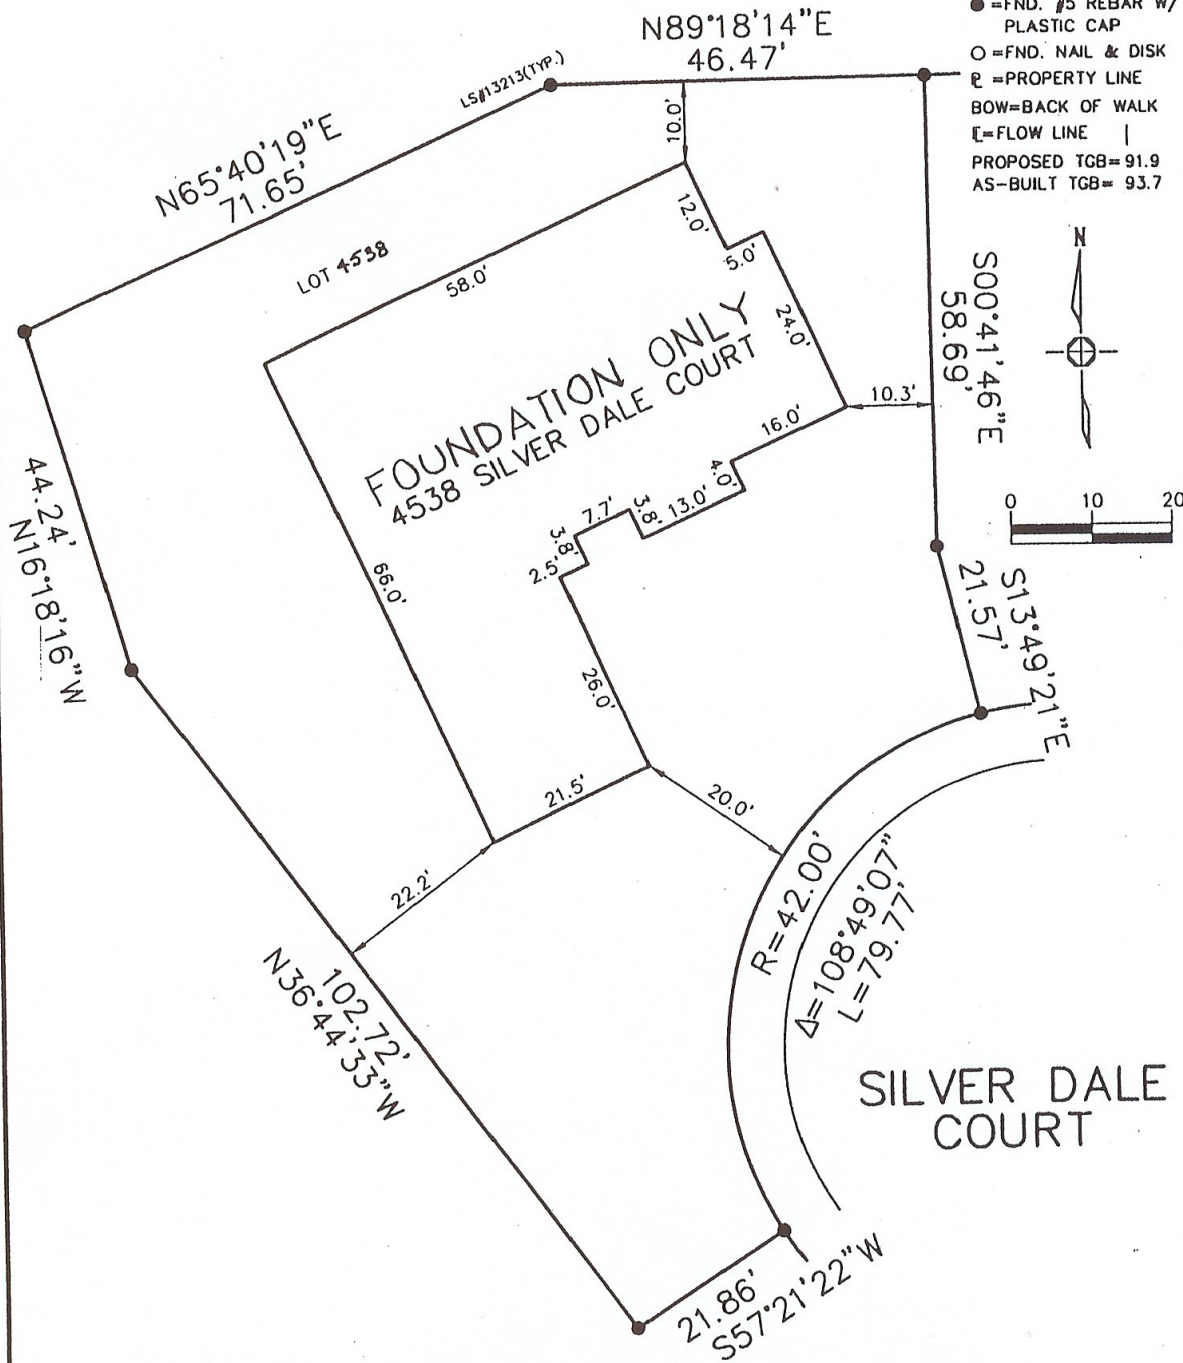 N89°18'14"E
46.47'
=FND. #5 REBAR W/
PLASTIC CAP
=FND. NAIL & DISK
=PROPERTY LINE
BOW=BACK OF WALK
=FLOW LINE
PROPOSED TGB= 91.9
AS-BUILT TGB= 93.7
LS#13213(TYP.)
N65°40'19"E
71.65'
10.0'
12.0'
5.0'
LOT 4538
58.0'
24.0'
N
S00°41'46"E
58.69'
FOUNDATION ONLY
4538 SILVER DALE COURT
10.3'
16.0'
4.0'
13.0'
3.8'
7.7'
3.8'
2.5'
0 10 20
44.24'
N16°18'16"W
66.0'
26.0'
S13°49'21"E
21.57'
21.5'
20.0'
22.2'
R=42.00'
Δ=108°49'07"
L=79.77'
102.72'
N36°44'33"W
SILVER DALE
COURT
21.86'
S57°21'22"W